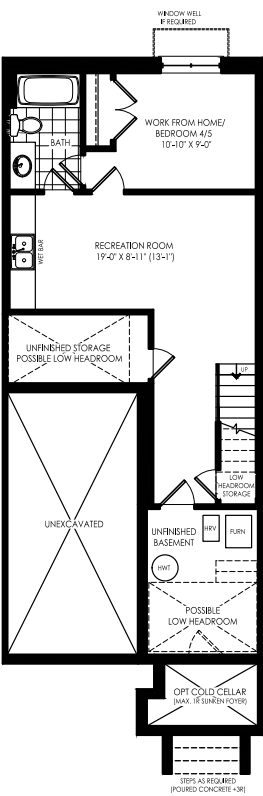 WINDOW WELL
IF REQUIRED
BATH
WORK FROM HOME/
BEDROOM 4/5
10'-10" X 9'-0"
WET BAR
RECREATION ROOM
19'-0" X 8'-11" (13'-1")
UNFINISHED STORAGE
POSSIBLE LOW HEADROOM
UP
LOW
HEADROOM
STORAGE
UNEXCAVATED
UNFINISHED
BASEMENT
HRV
FURN
HWT
POSSIBLE
LOW HEADROOM
OPT COLD CELLAR
(MAX. 1R SUNKEN FOYER)
STEPS AS REQUIRED
(POURED CONCRETE +3R)